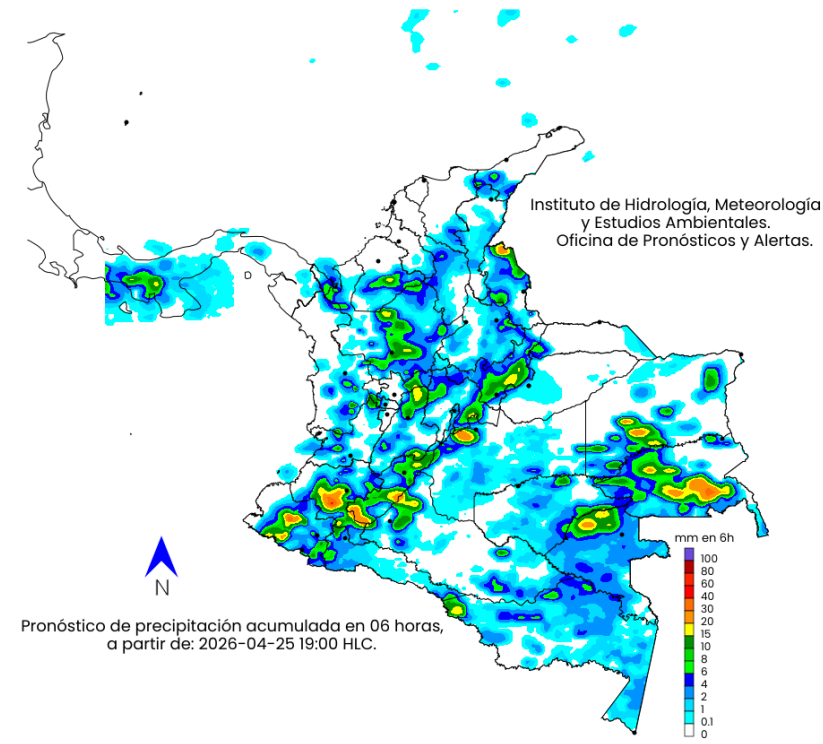 Instituto de Hidrología, Meteorología
y Estudios Ambientales.
Oficina de Pronósticos y Alertas.
mm en 6h
100
80
60
40
30
20
15
10
8
6
4
2
1
0.1
0
N
Pronóstico de precipitación acumulada en 06 horas,
a partir de: 2026-04-25 19:00 HLC.